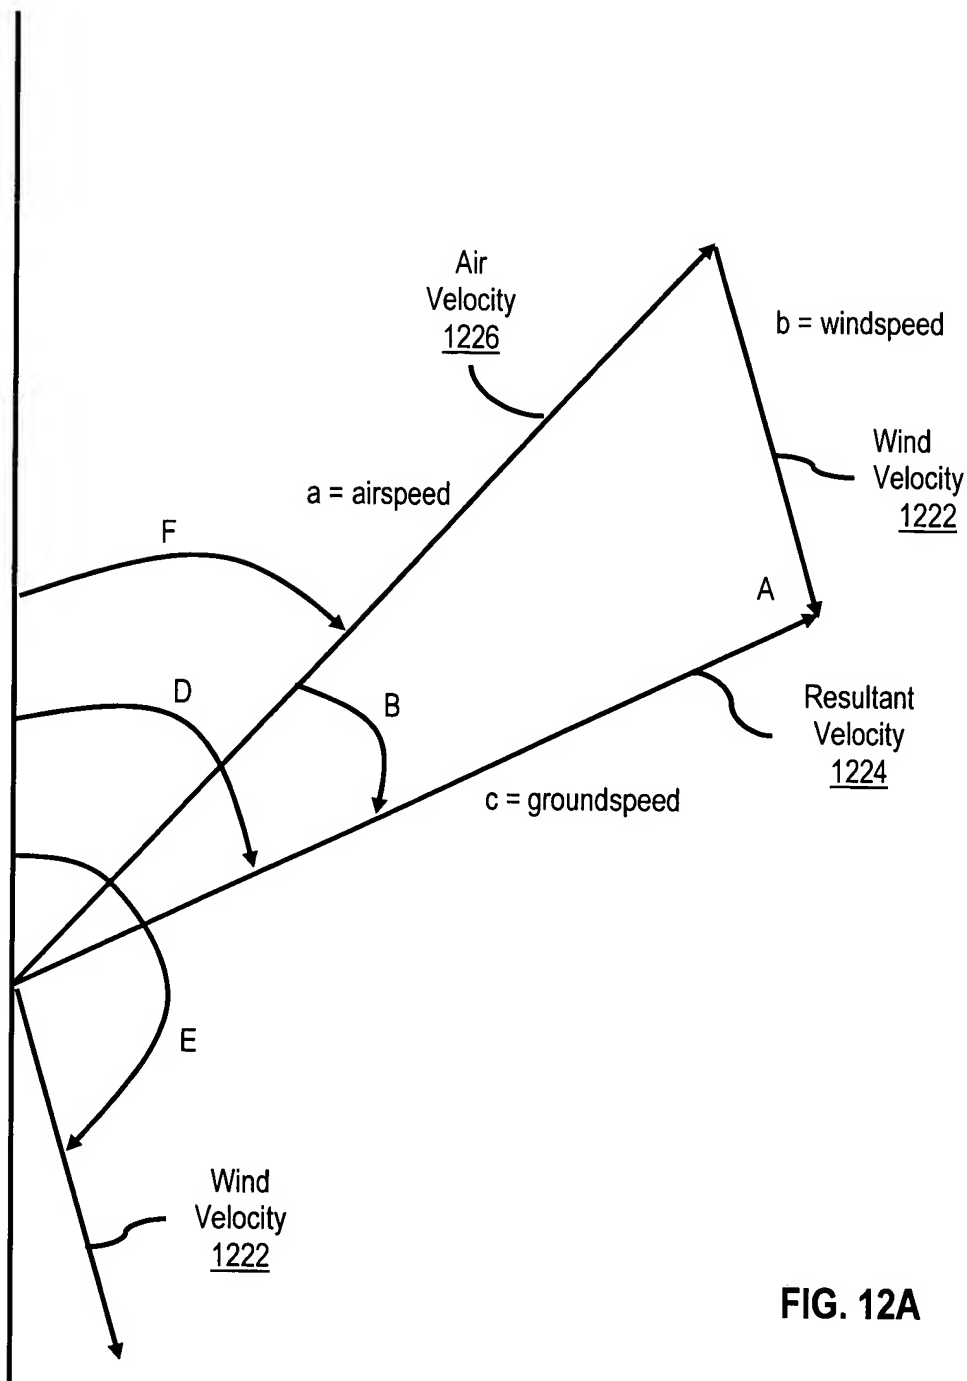 Air
Velocity
1226
b = windspeed
Wind
Velocity
1222
a = airspeed
F
A
D
B
Resultant
Velocity
1224
c = groundspeed
E
Wind
Velocity
1222
FIG. 12A